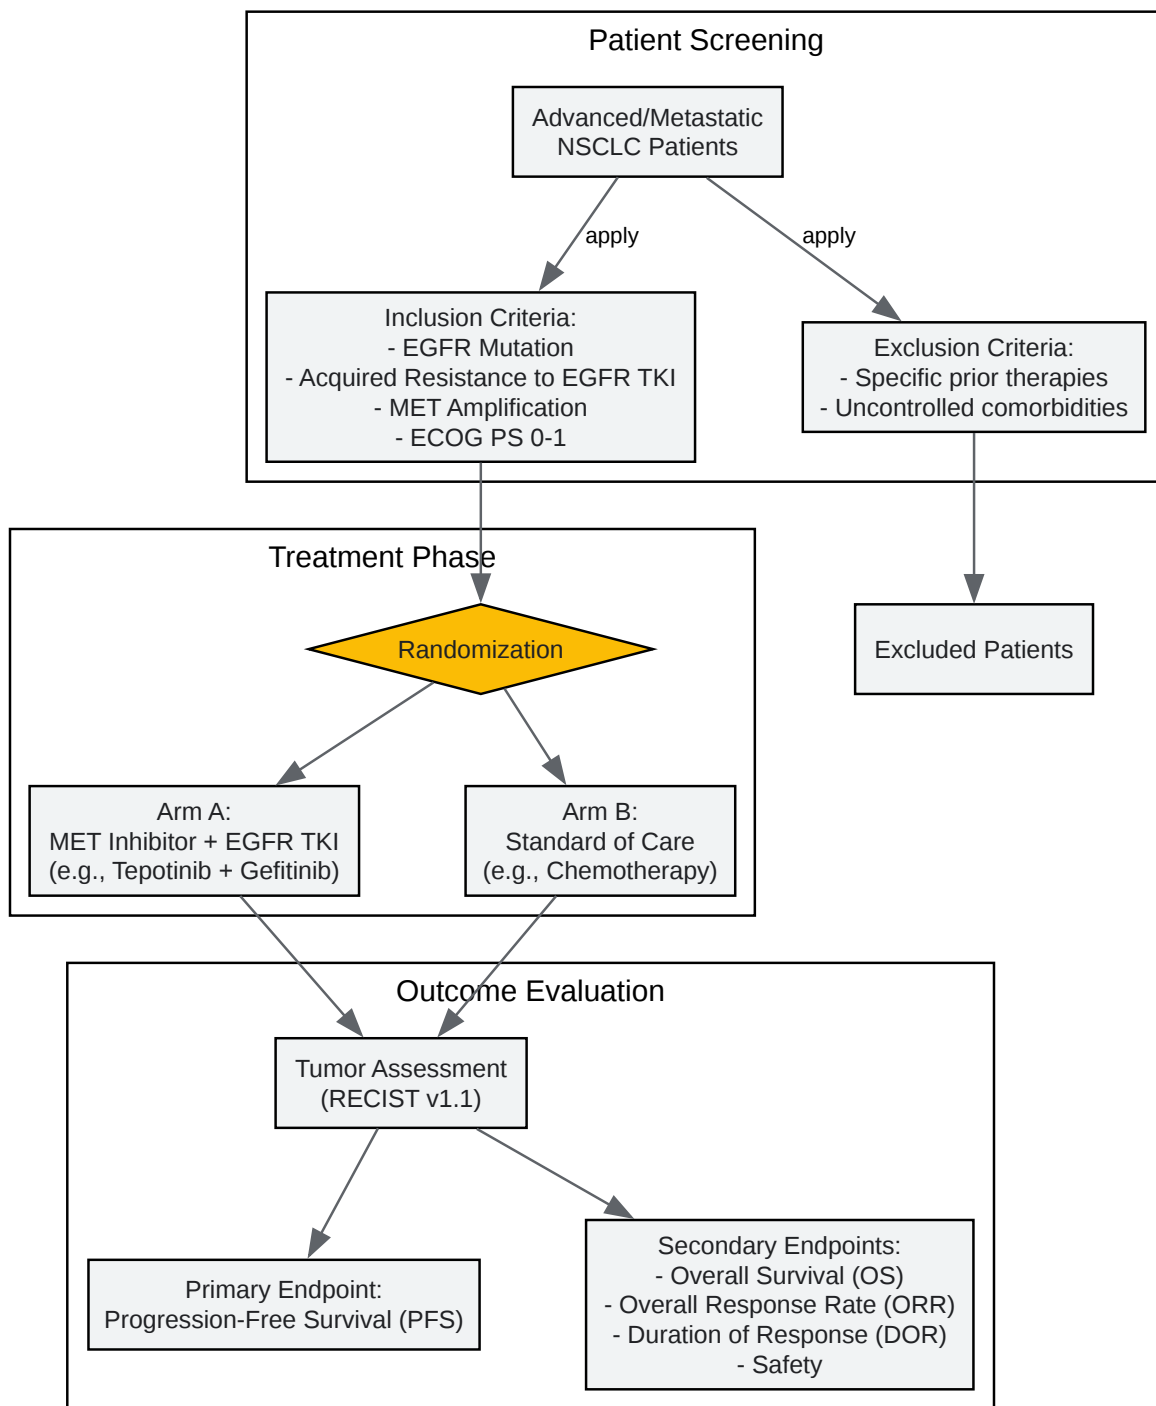 Patient Screening
Advanced/Metastatic
NSCLC Patients
apply
apply
Inclusion Criteria:
- EGFR Mutation
- Acquired Resistance to EGFR TKI
- MET Amplification
- ECOG PS 0-1
Exclusion Criteria:
- Specific prior therapies
- Uncontrolled comorbidities
Treatment Phase
Randomization
Excluded Patients
Arm A:
MET Inhibitor + EGFR TKI
(e.g., Tepotinib + Gefitinib)
Arm B:
Standard of Care
(e.g., Chemotherapy)
Outcome Evaluation
Tumor Assessment
(RECIST v1.1)
Primary Endpoint:
Progression-Free Survival (PFS)
Secondary Endpoints:
- Overall Survival (OS)
- Overall Response Rate (ORR)
- Duration of Response (DOR)
- Safety